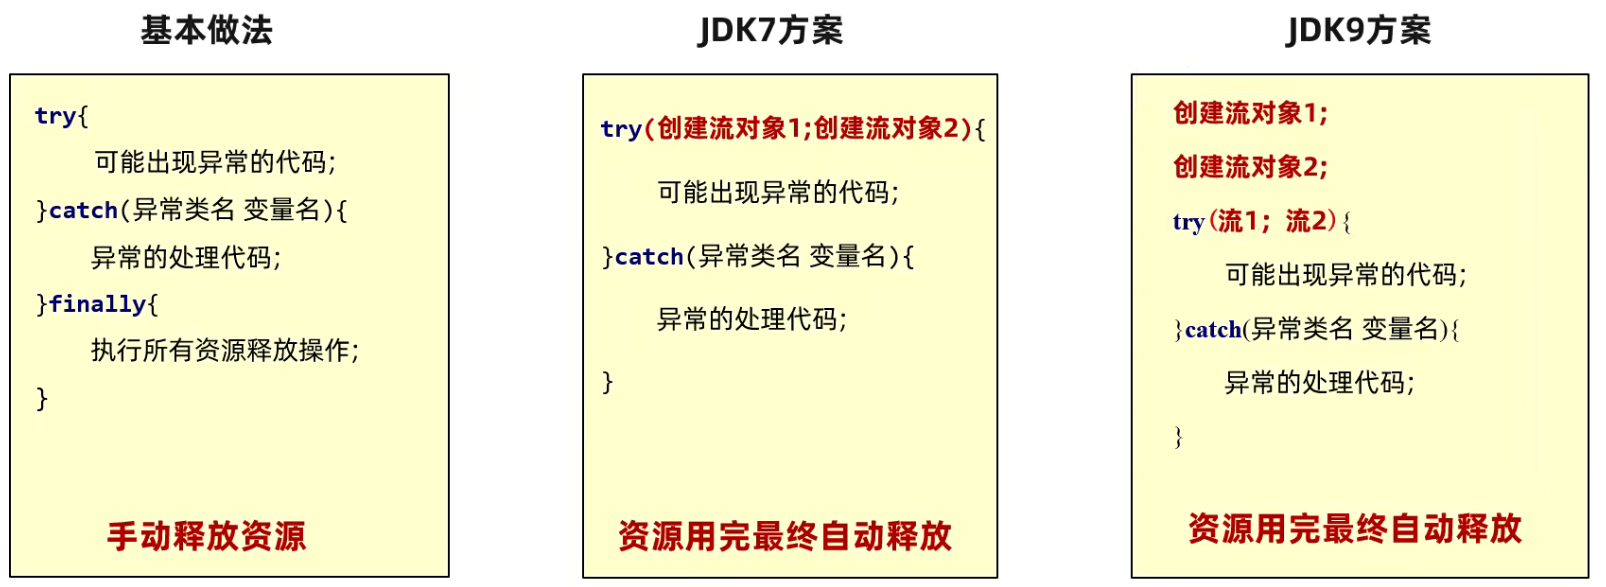 基本做法
try{
可能出现异常的代码;
}catch(异常类名 变量名){
异常的处理代码;
}finally{
执行所有资源释放操作;
}
手动释放资源
JDK7方案
try(创建流对象1;创建流对象2){
可能出现异常的代码;
}catch(异常类名 变量名){
异常的处理代码;
}
资源用完最终自动释放
JDK9方案
创建流对象1;
创建流对象2;
try(流1；流2){
可能出现异常的代码;
}catch(异常类名 变量名){
异常的处理代码;
}
资源用完最终自动释放